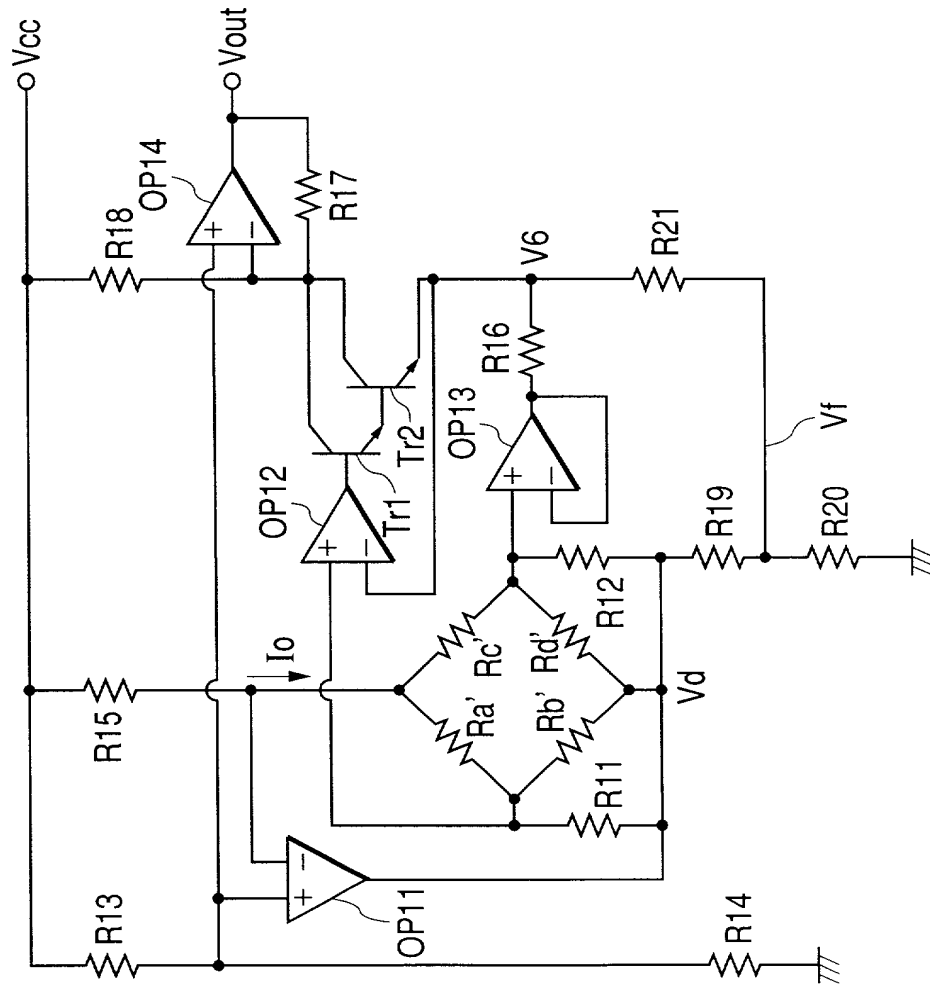 Vcc
Vout
OP14
R18
R17
V6
R21
R16
OP13
Tr2
Tr1
OP12
Vf
R19
R20
R12
Io
Rc'
Rd'
Ra'
Rb'
Vd
R15
R11
OP11
R13
R14
+
−
+
−
+
−
+
−